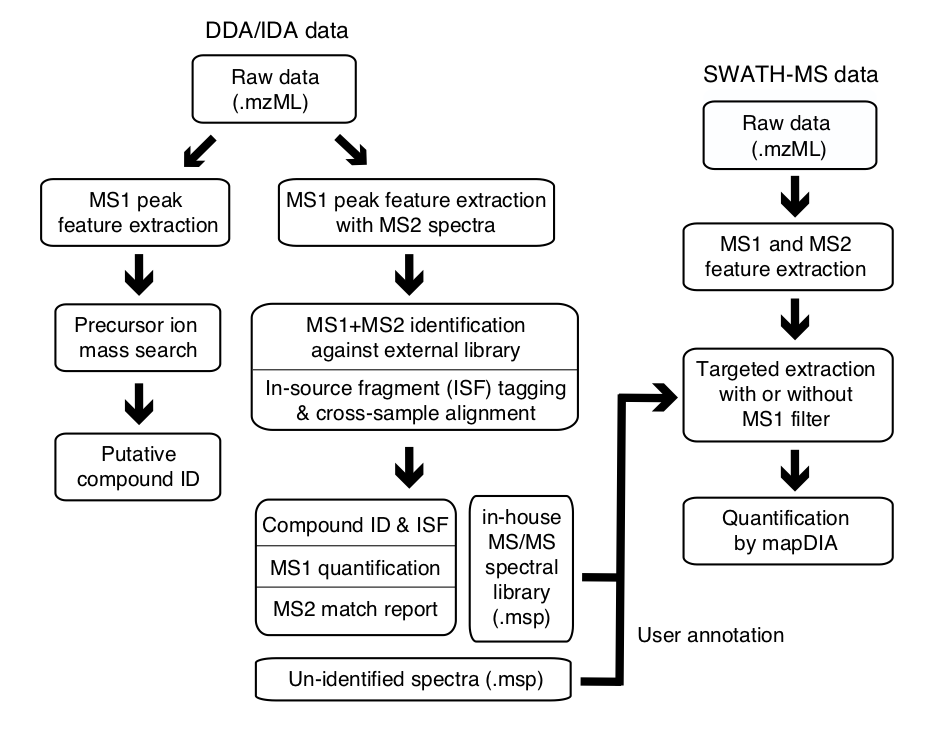 DDA/IDA data
Raw data
(.mzML)
MS1 peak
feature extraction
Precursor ion
mass search
Putative
compound ID
MS1 peak feature extraction
with MS2 spectra
MS1+MS2 identification
against external library
In-source fragment (ISF) tagging
& cross-sample alignment
Compound ID & ISF
MS1 quantification
MS2 match report
in-house
MS/MS
spectral
library
(.msp)
Un-identified spectra (.msp)
User annotation
SWATH-MS data
Raw data
(.mzML)
MS1 and MS2
feature extraction
Targeted extraction
with or without
MS1 filter
Quantification
by mapDIA